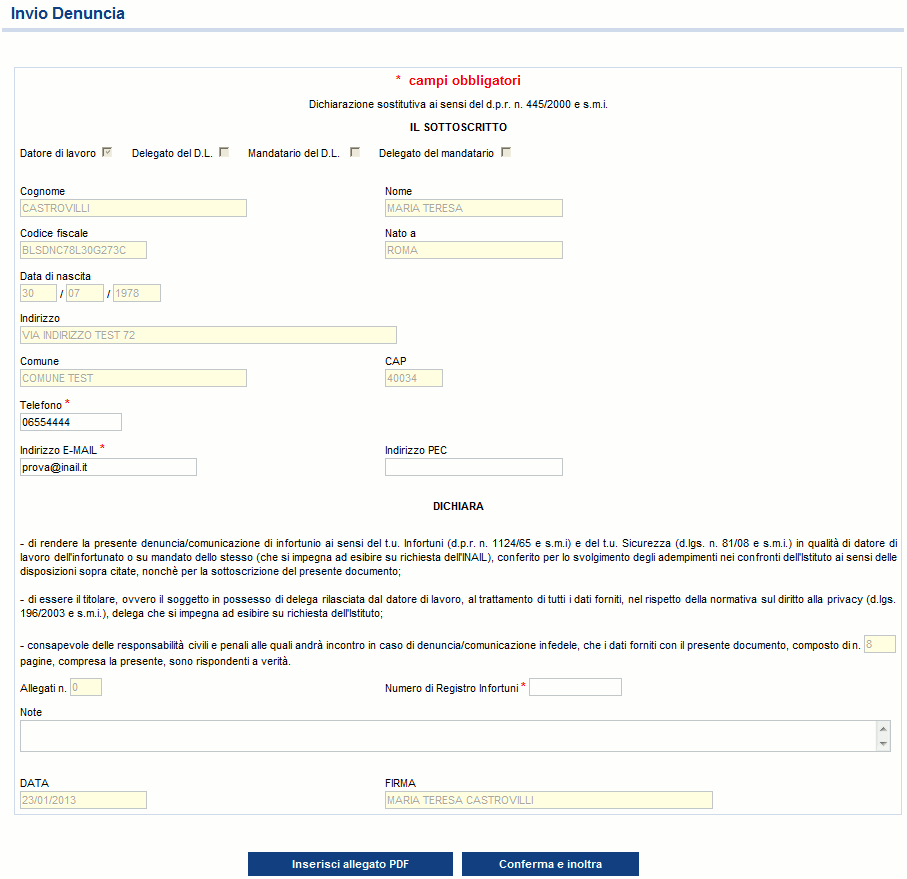 Invio Denuncia
* campi obbligatori
Dichiarazione sostitutiva ai sensi del d.p.r. n. 445/2000 e s.m.i.
IL SOTTOSCRITTO
Datore di lavoro Delegato del D.L. Mandatario del D.L. Delegato del mandatario
Cognome Nome
CASTROVILLI MARIA TERESA
Codice fiscale Nato a
BLSDNC78L30G273C ROMA
Data di nascita
30 / 07 / 1978
Indirizzo
VIA INDIRIZZO TEST 72
Comune CAP
COMUNE TEST 40034
Telefono *
06554444
Indirizzo E-MAIL * Indirizzo PEC
prova@inail.it
DICHIARA
- di rendere la presente denuncia/comunicazione di infortunio ai sensi del t.u. Infortuni (d.p.r. n. 1124/65 e s.m.i) e del t.u. Sicurezza (d.lgs. n. 81/08 e s.m.i.) in qualità di datore di
lavoro dell'infortunato o su mandato dello stesso (che si impegna ad esibire su richiesta dell'INAIL), conferito per lo svolgimento degli adempimenti nei confronti dell'Istituto ai sensi delle
disposizioni sopra citate, nonchè per la sottoscrizione del presente documento;
- di essere il titolare, ovvero il soggetto in possesso di delega rilasciata dal datore di lavoro, al trattamento di tutti i dati forniti, nel rispetto della normativa sul diritto alla privacy (d.lgs.
196/2003 e s.m.i.), delega che si impegna ad esibire su richiesta dell'Istituto;
- consapevole delle responsabilità civili e penali alle quali andrà incontro in caso di denuncia/comunicazione infedele, che i dati forniti con il presente documento, composto di n. 8
pagine, compresa la presente, sono rispondenti a verità.
Allegati n. 0 Numero di Registro Infortuni *
Note
DATA FIRMA
23/01/2013 MARIA TERESA CASTROVILLI
Inserisci allegato PDF Conferma e inoltra